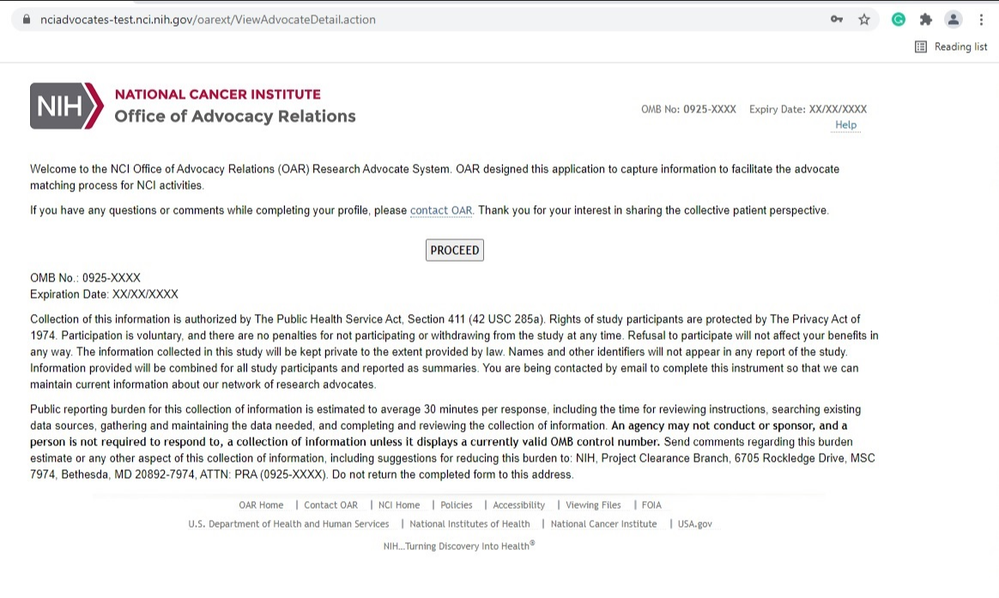 nciadvocates-test.nci.nih.gov/oarext/ViewAdvocateDetail.action
Reading list
NIH
NATIONAL CANCER INSTITUTE
Office of Advocacy Relations
OMB No: 0925-XXXX Expiry Date: XX/XX/XXXX
Help
Welcome to the NCI Office of Advocacy Relations (OAR) Research Advocate System. OAR designed this application to capture information to facilitate the advocate
matching process for NCI activities.
If you have any questions or comments while completing your profile, please contact OAR. Thank you for your interest in sharing the collective patient perspective.
PROCEED
OMB No.: 0925-XXXX
Expiration Date: XX/XX/XXXX
Collection of this information is authorized by The Public Health Service Act, Section 411 (42 USC 285a). Rights of study participants are protected by The Privacy Act of
1974. Participation is voluntary, and there are no penalties for not participating or withdrawing from the study at any time. Refusal to participate will not affect your benefits in
any way. The information collected in this study will be kept private to the extent provided by law. Names and other identifiers will not appear in any report of the study.
Information provided will be combined for all study participants and reported as summaries. You are being contacted by email to complete this instrument so that we can
maintain current information about our network of research advocates.
Public reporting burden for this collection of information is estimated to average 30 minutes per response, including the time for reviewing instructions, searching existing
data sources, gathering and maintaining the data needed, and completing and reviewing the collection of information. An agency may not conduct or sponsor, and a
person is not required to respond to, a collection of information unless it displays a currently valid OMB control number. Send comments regarding this burden
estimate or any other aspect of this collection of information, including suggestions for reducing this burden to: NIH, Project Clearance Branch, 6705 Rockledge Drive, MSC
7974, Bethesda, MD 20892-7974, ATTN: PRA (0925-XXXX). Do not return the completed form to this address.
OAR Home | Contact OAR | NCI Home | Policies | Accessibility | Viewing Files | FOIA
U.S. Department of Health and Human Services | National Institutes of Health | National Cancer Institute | USA.gov
NIH...Turning Discovery Into Health®